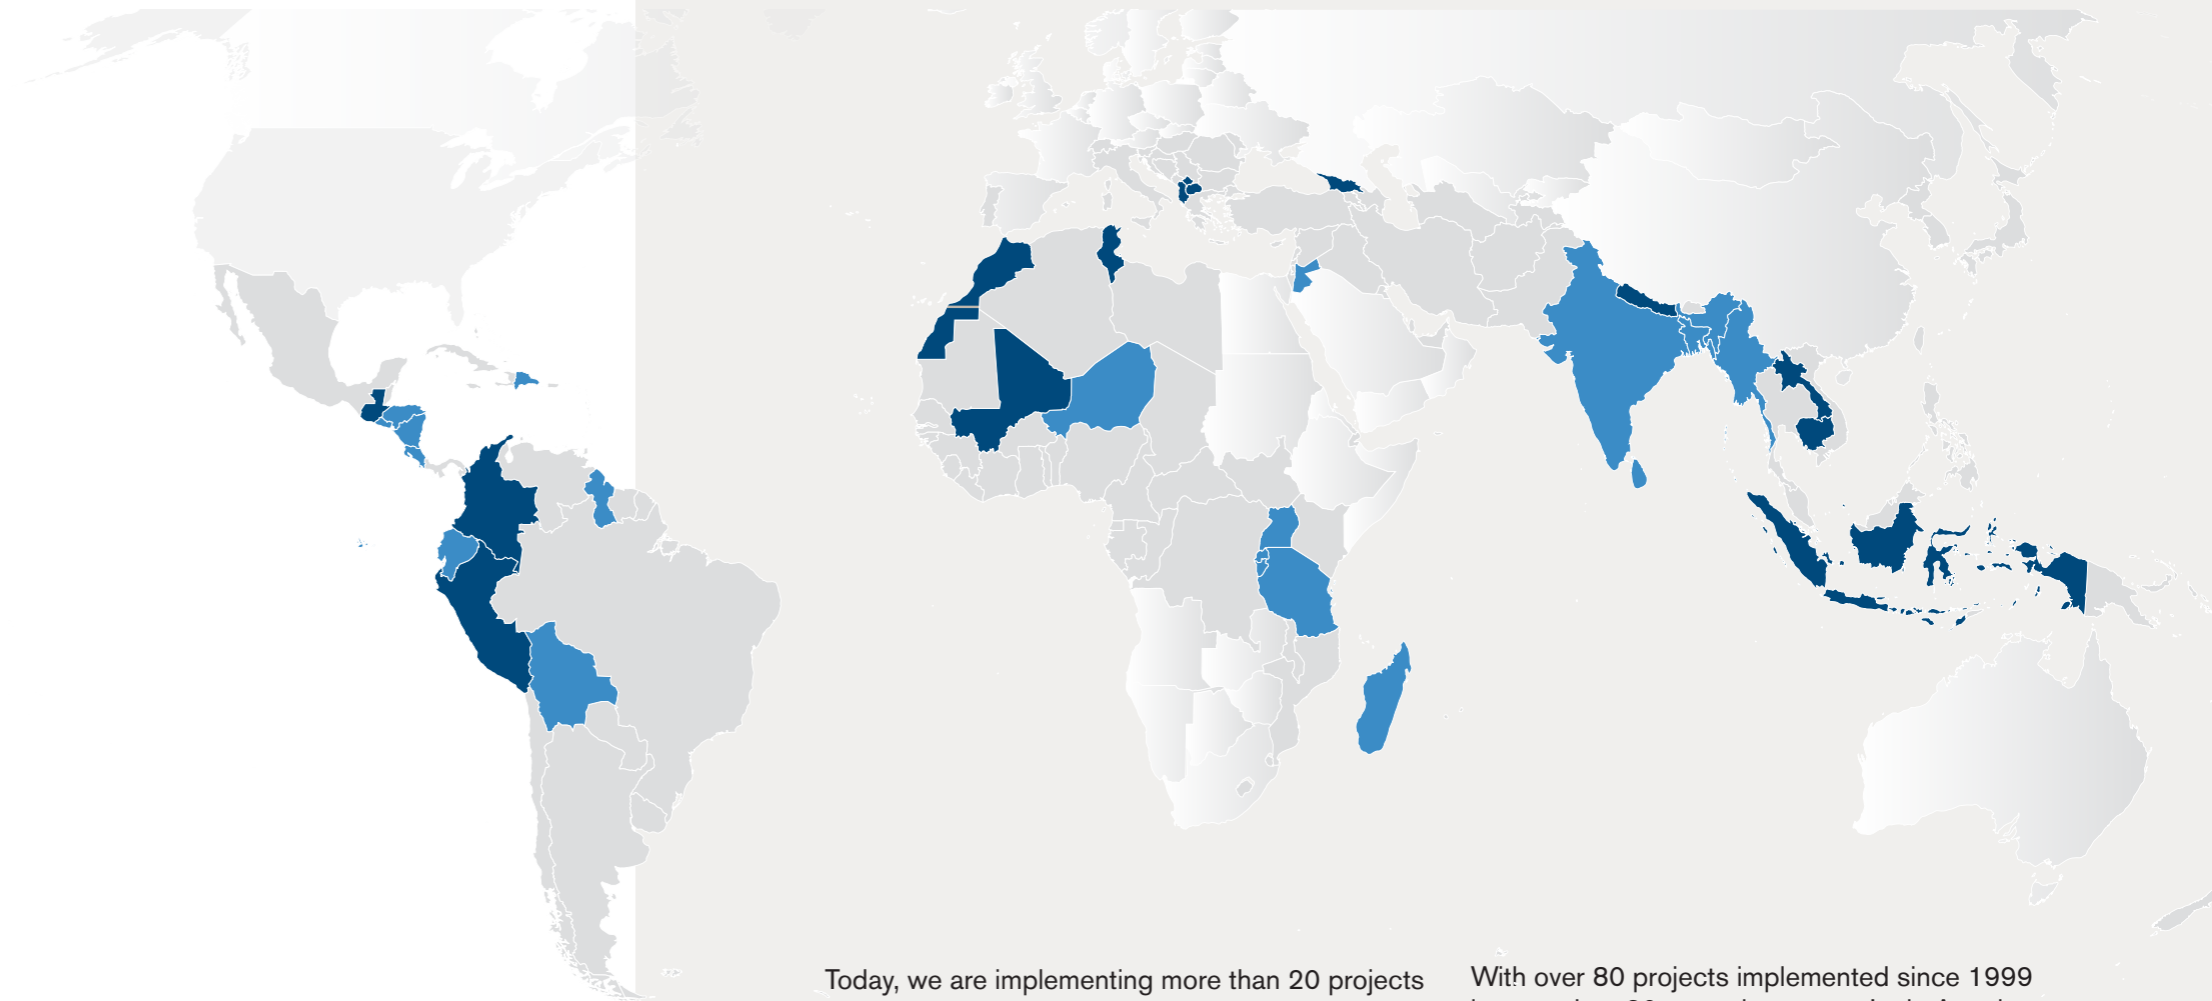 Today, we are implementing more than 20 projects
With over 80 projects implemented since 1999